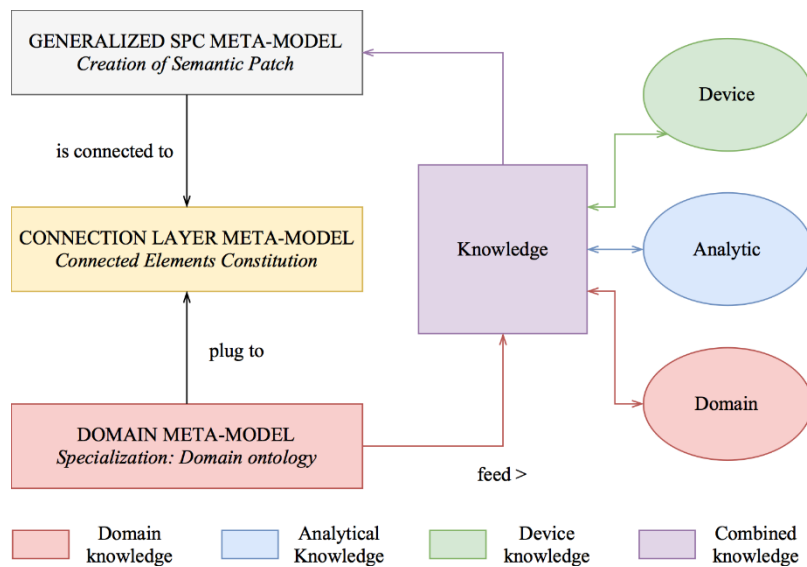 GENERALIZED SPC META-MODEL
Creation of Semantic Patch
Device
is connected to
CONNECTION LAYER META-MODEL
Connected Elements Constitution
Knowledge
Analytic
plug to
DOMAIN META-MODEL
Specialization: Domain ontology
Domain
feed >
Domain
knowledge
Analytical
Knowledge
Device
knowledge
Combined
knowledge